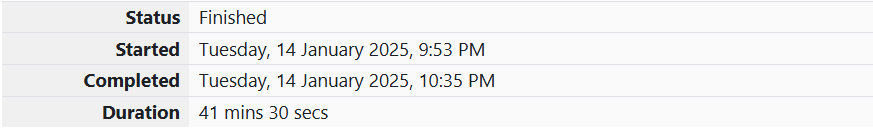 Status Finished
Started Tuesday, 14 January 2025, 9:53 PM
Completed Tuesday, 14 January 2025, 10:35 PM
Duration 41 mins 30 secs